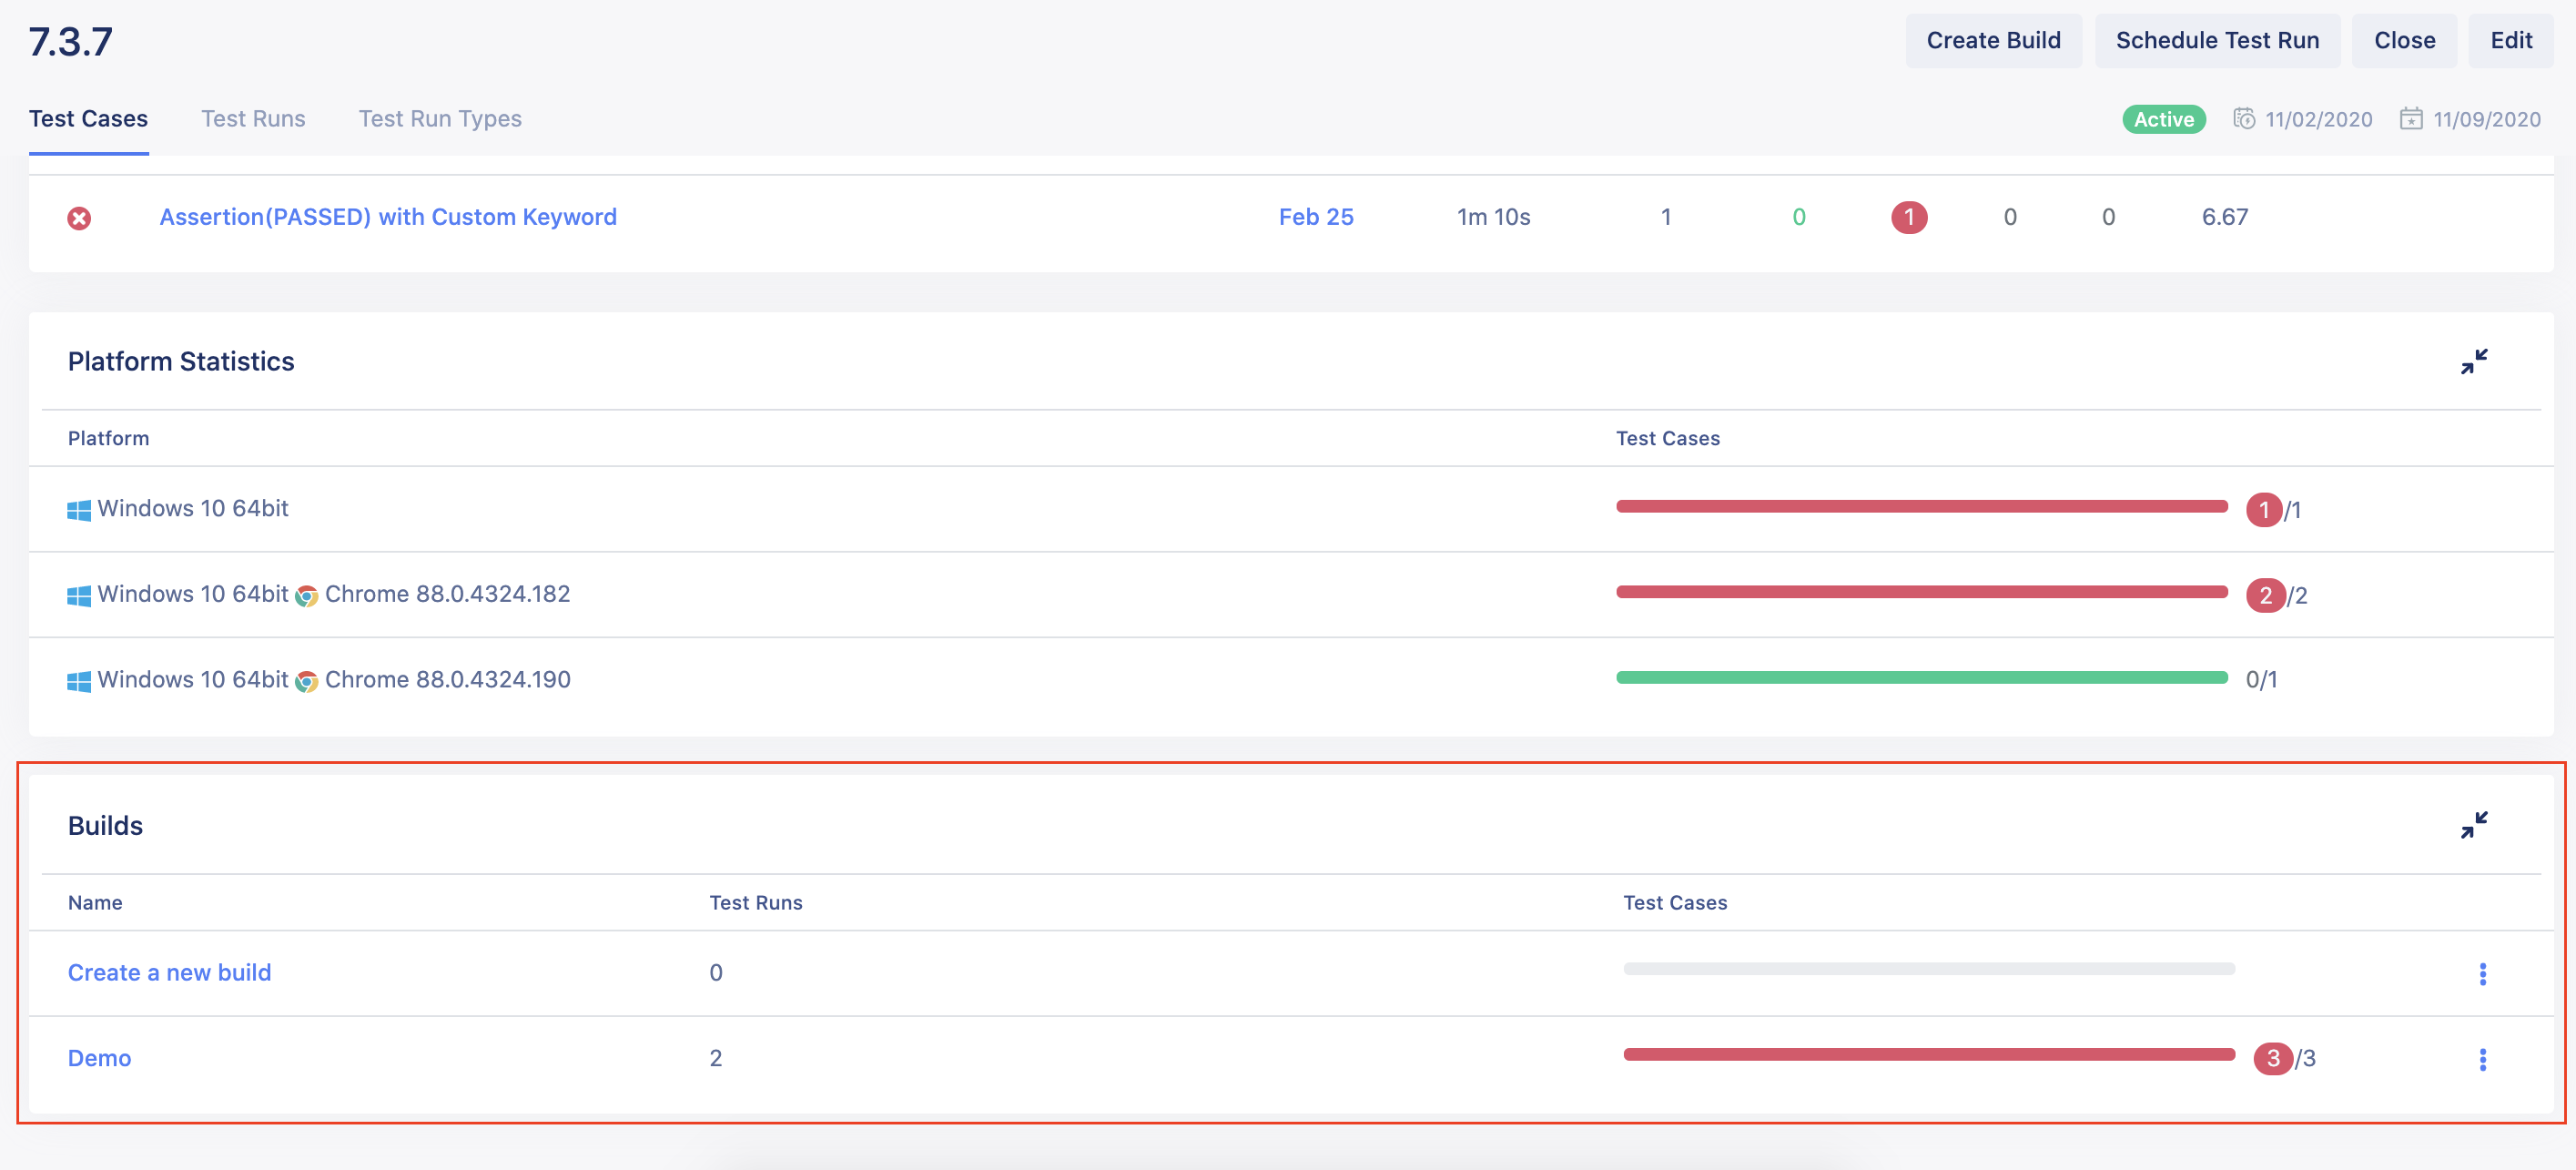 7.3.7 Create Build Schedule Test Run Close Edit
Test Cases Test Runs Test Run Types Active 11/02/2020 11/09/2020
Assertion(PASSED) with Custom Keyword Feb 25 1m 10s 1 0 1 0 0 6.67
Platform Statistics
Platform Test Cases
Windows 10 64bit 1/1
Windows 10 64bit Chrome 88.0.4324.182 2/2
Windows 10 64bit Chrome 88.0.4324.190 0/1
Builds
Name Test Runs Test Cases
Create a new build 0
Demo 2 3/3